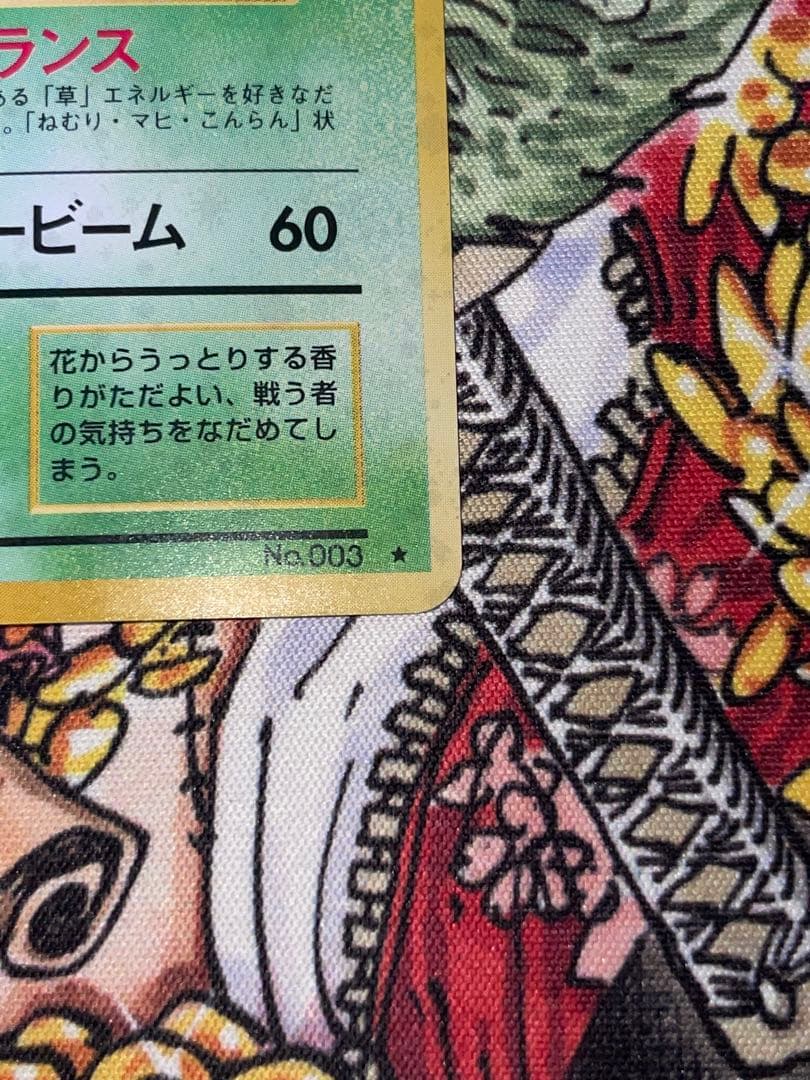 ランス
ある「草」エネルギーを好きなだ
。「ねむり・マヒ・こんらん」状
ービーム 60
花からうっとりする香
りがただよい、戦う者
の気持ちをなだめてし
まう。
No.003 ★